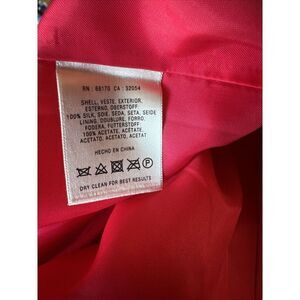 RN : 68170 CA : 32054
SHELL, VESTE, EXTERIOR,
ESTERNO, OBERSTOFF
100% SILK, SOIE, SEDA, SETA, SEIDE
LINING, DOUBLURE, FORRO,
FODERA, FUTTERSTOFF
100% ACETATE, ACÉTATE,
ACETATO, ACETATO, ACETAT
HECHO EN CHINA
P
DRY CLEAN FOR BEST RESULTS